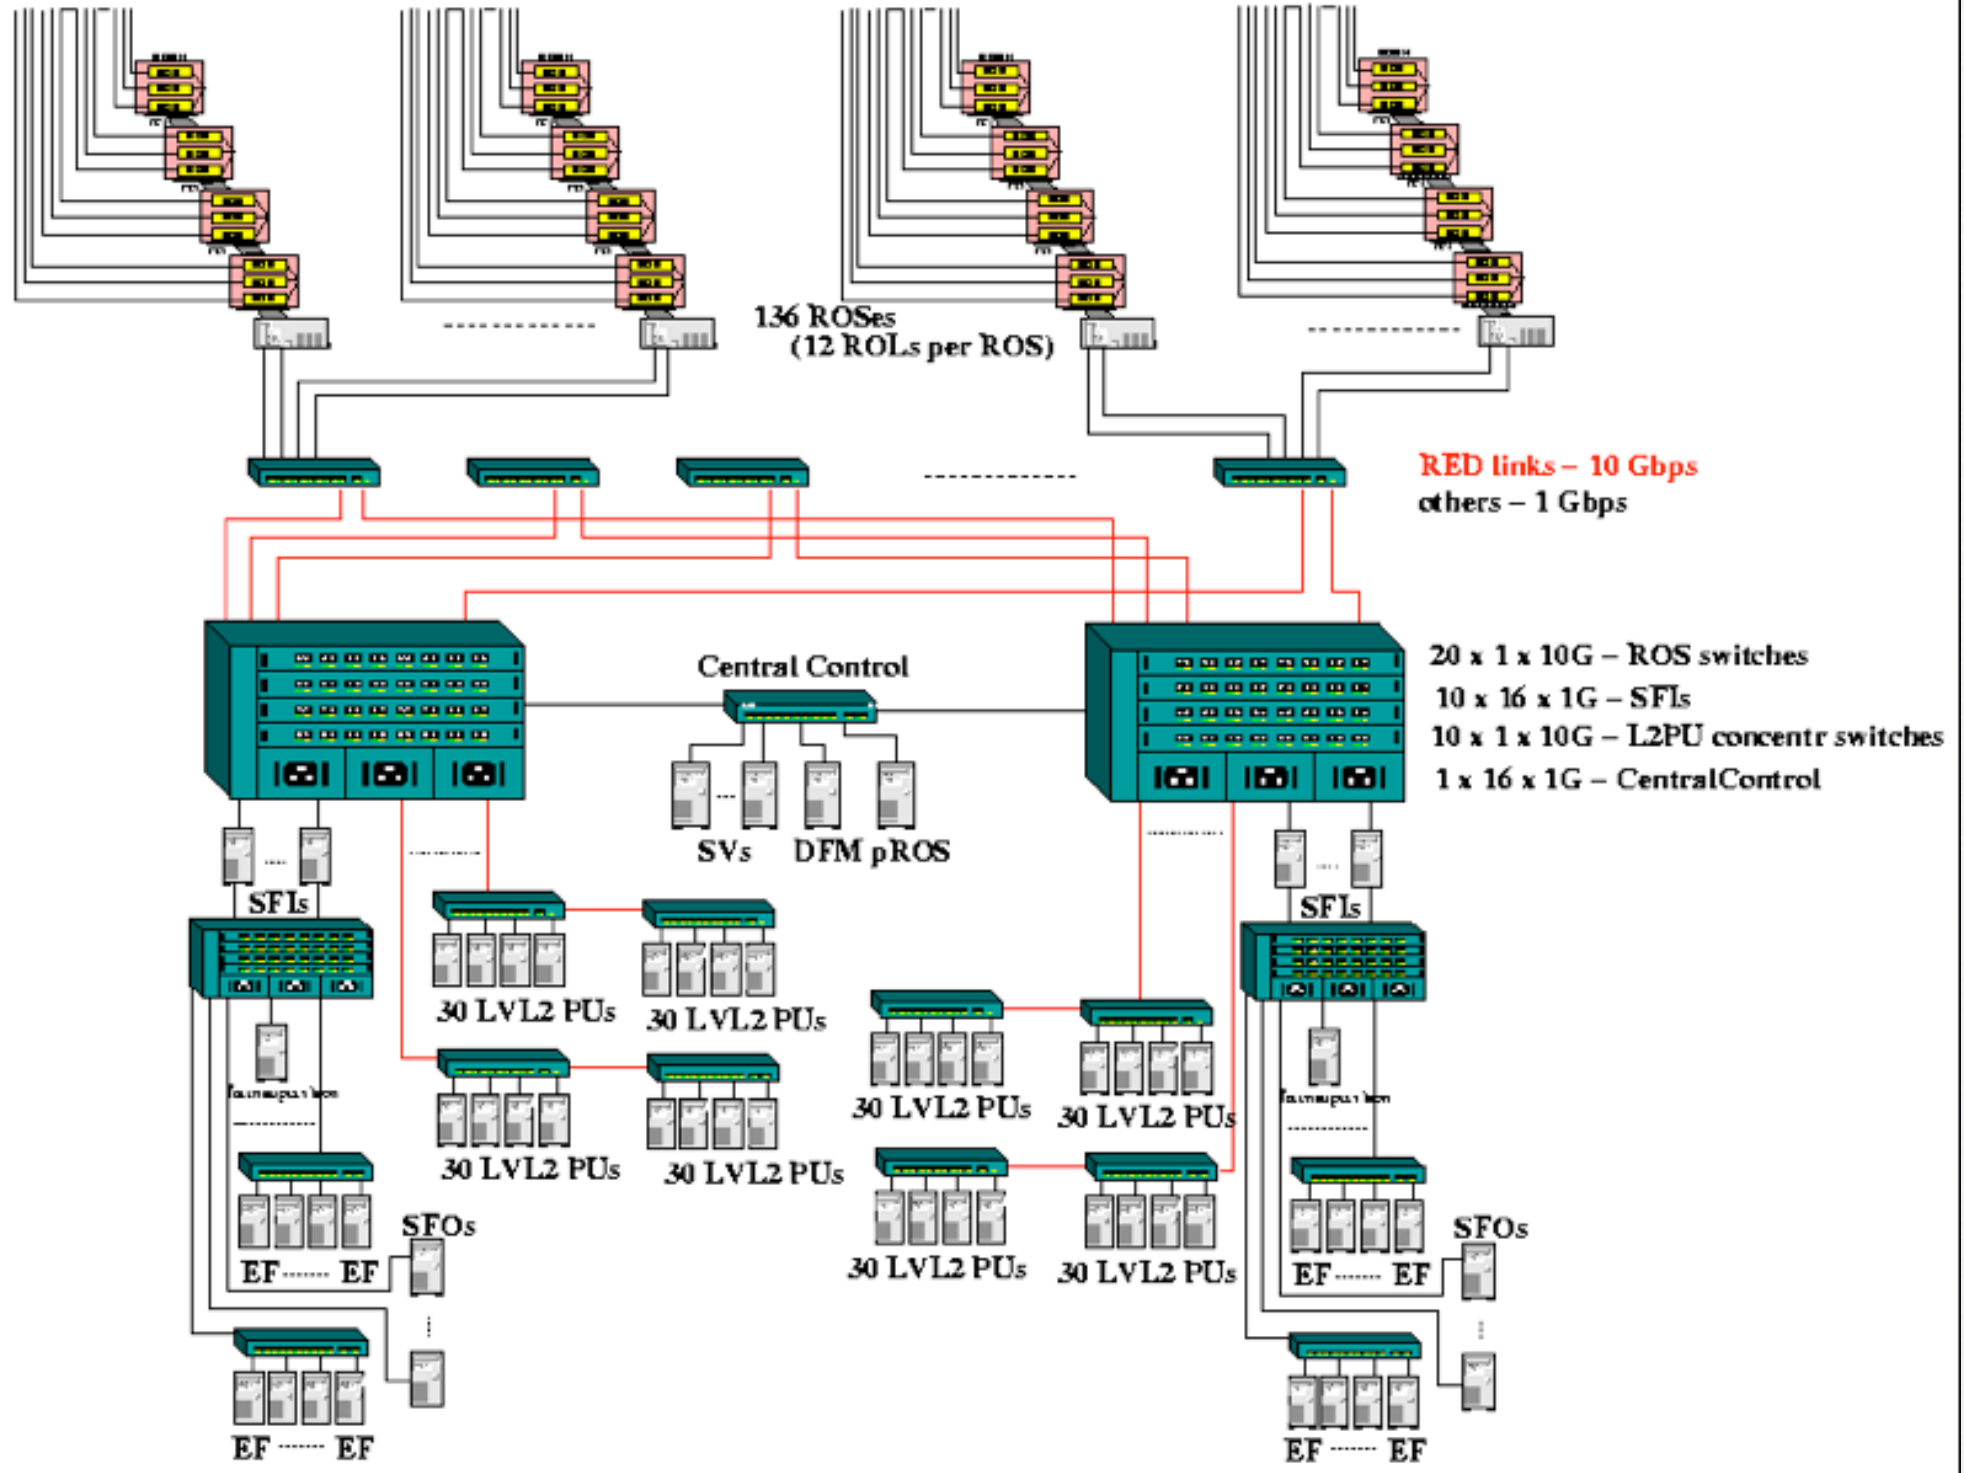 136 ROSes
(12 ROLs per ROS)
RED links – 10 Gbps
others – 1 Gbps
Central Control
20 x 1 x 10G – ROS switches
10 x 16 x 1G – SFIs
10 x 1 x 10G – L2PU concentr switches
1 x 16 x 1G – CentralControl
SVs
DFM
pROS
SFIs
SFIs
30 LVL2 PUs
30 LVL2 PUs
30 LVL2 PUs
30 LVL2 PUs
30 LVL2 PUs
30 LVL2 PUs
30 LVL2 PUs
30 LVL2 PUs
SFOs
SFOs
EF ....... EF
EF ....... EF
EF ....... EF
EF ....... EF